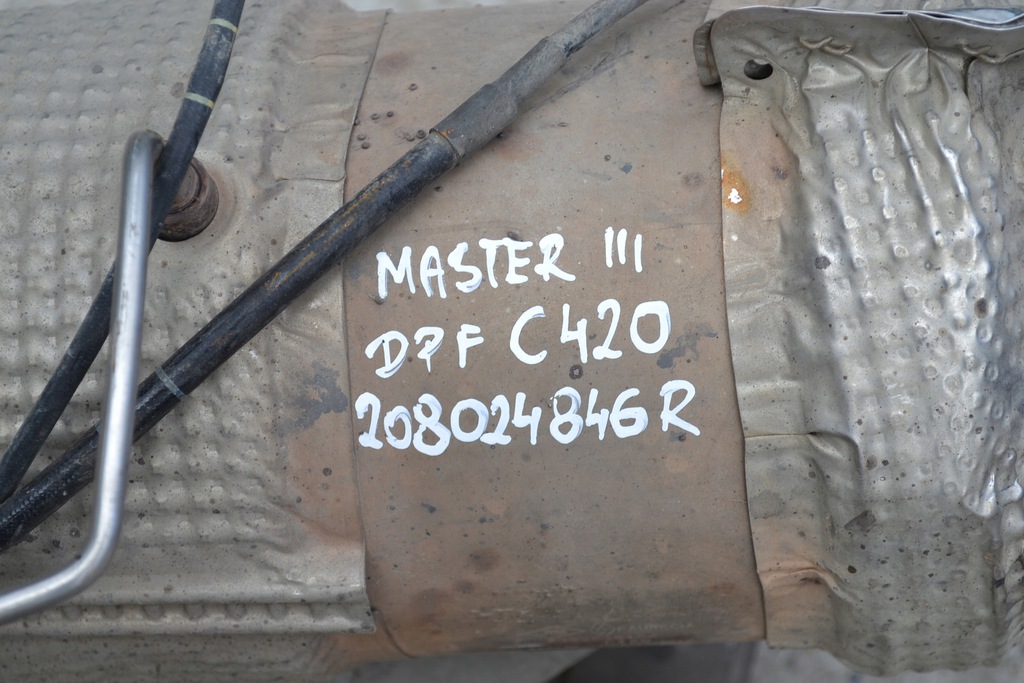 MASTER III
DPF C420
208024846R